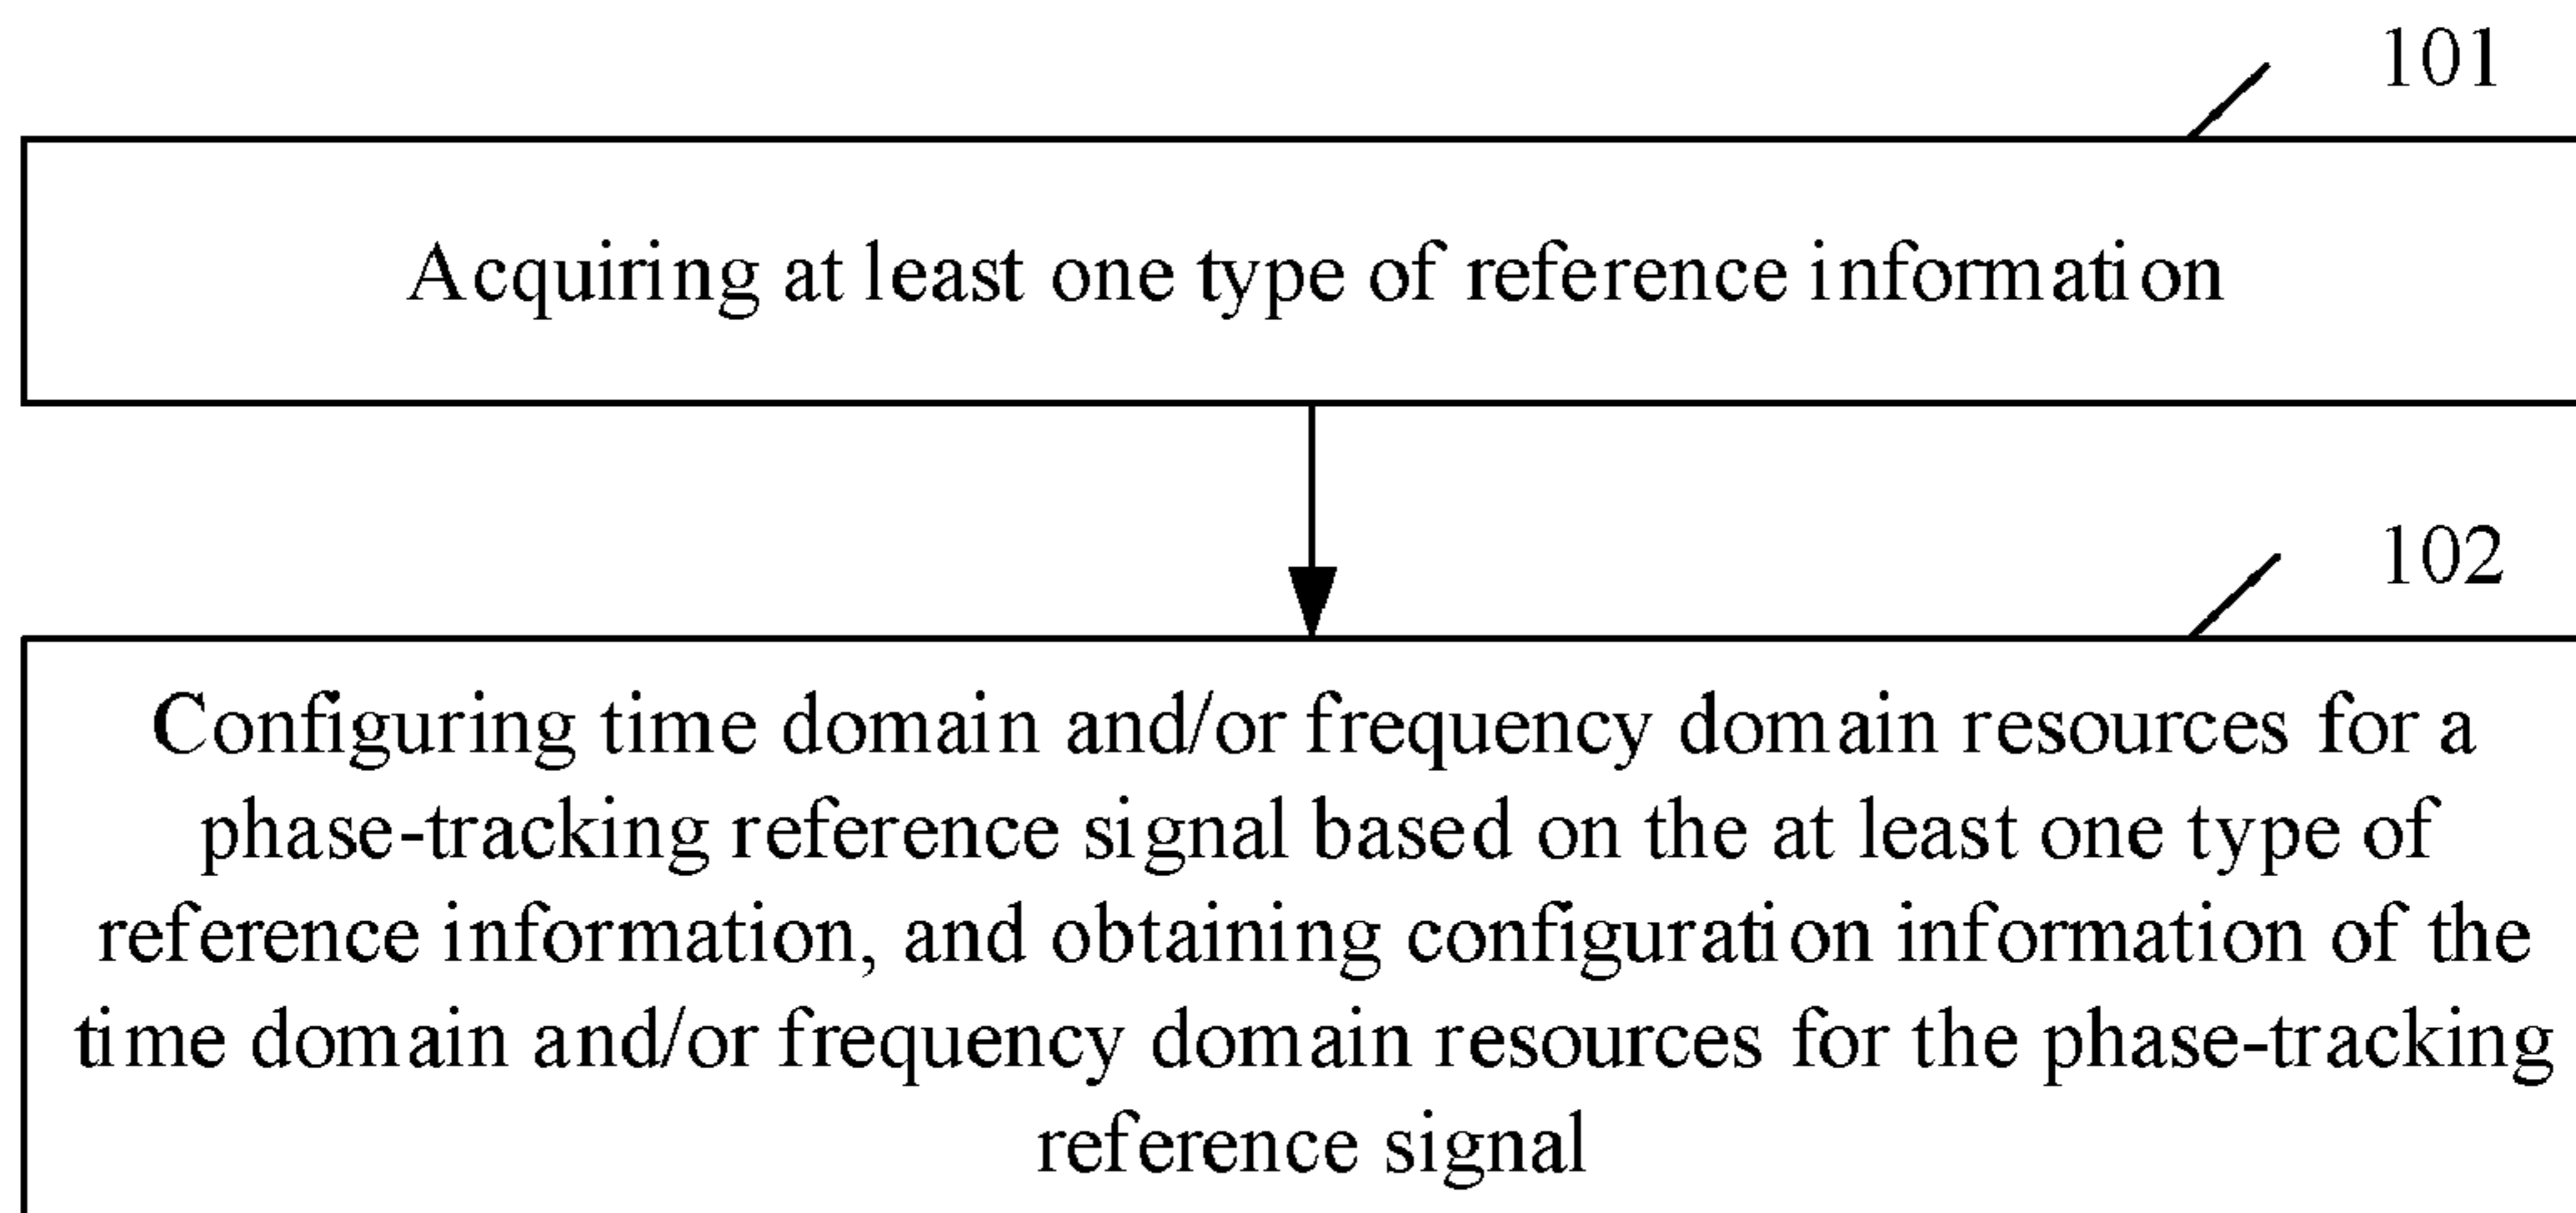 101
Acquiring at least one type of reference information
102
Configuring time domain and/or frequency domain resources for a
phase-tracking reference signal based on the at least one type of
reference information, and obtaining configuration information of the
time domain and/or frequency domain resources for the phase-tracking
reference signal